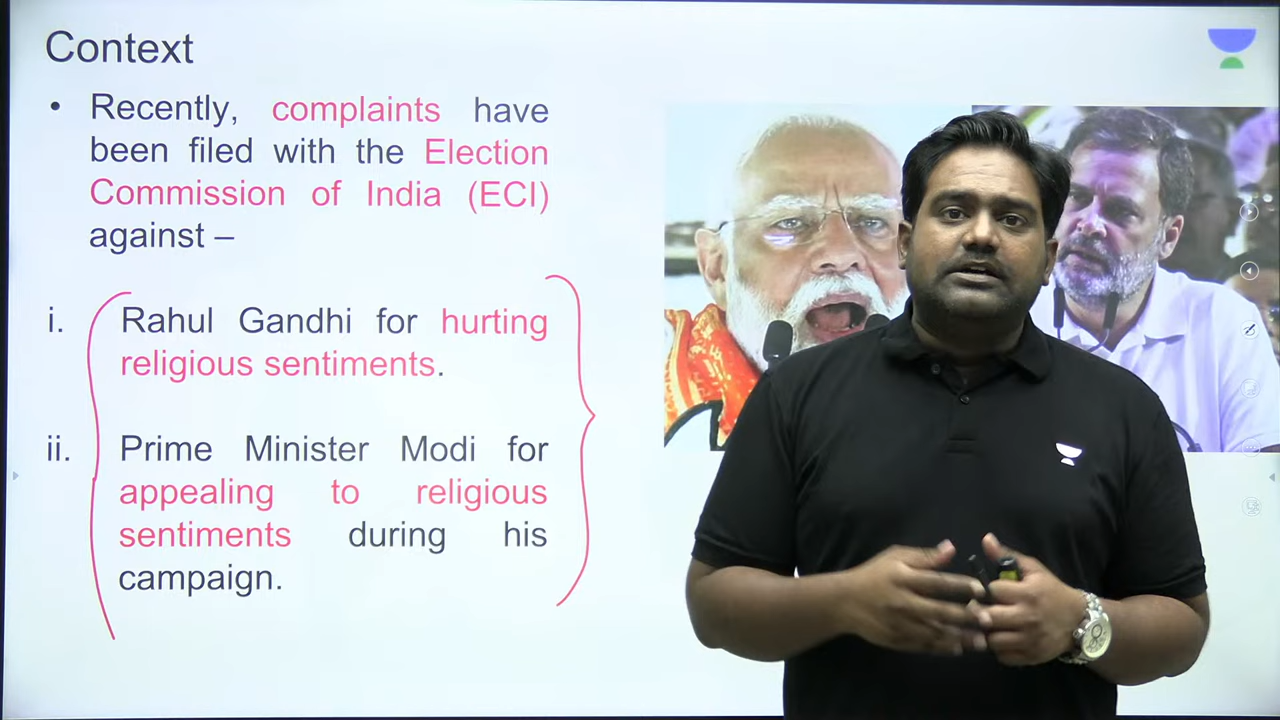 Context
• Recently, complaints have
been filed with the Election
Commission of India (ECI)
against –
i. Rahul Gandhi for hurting
religious sentiments.
ii. Prime Minister Modi for
appealing to religious
sentiments during his
campaign.